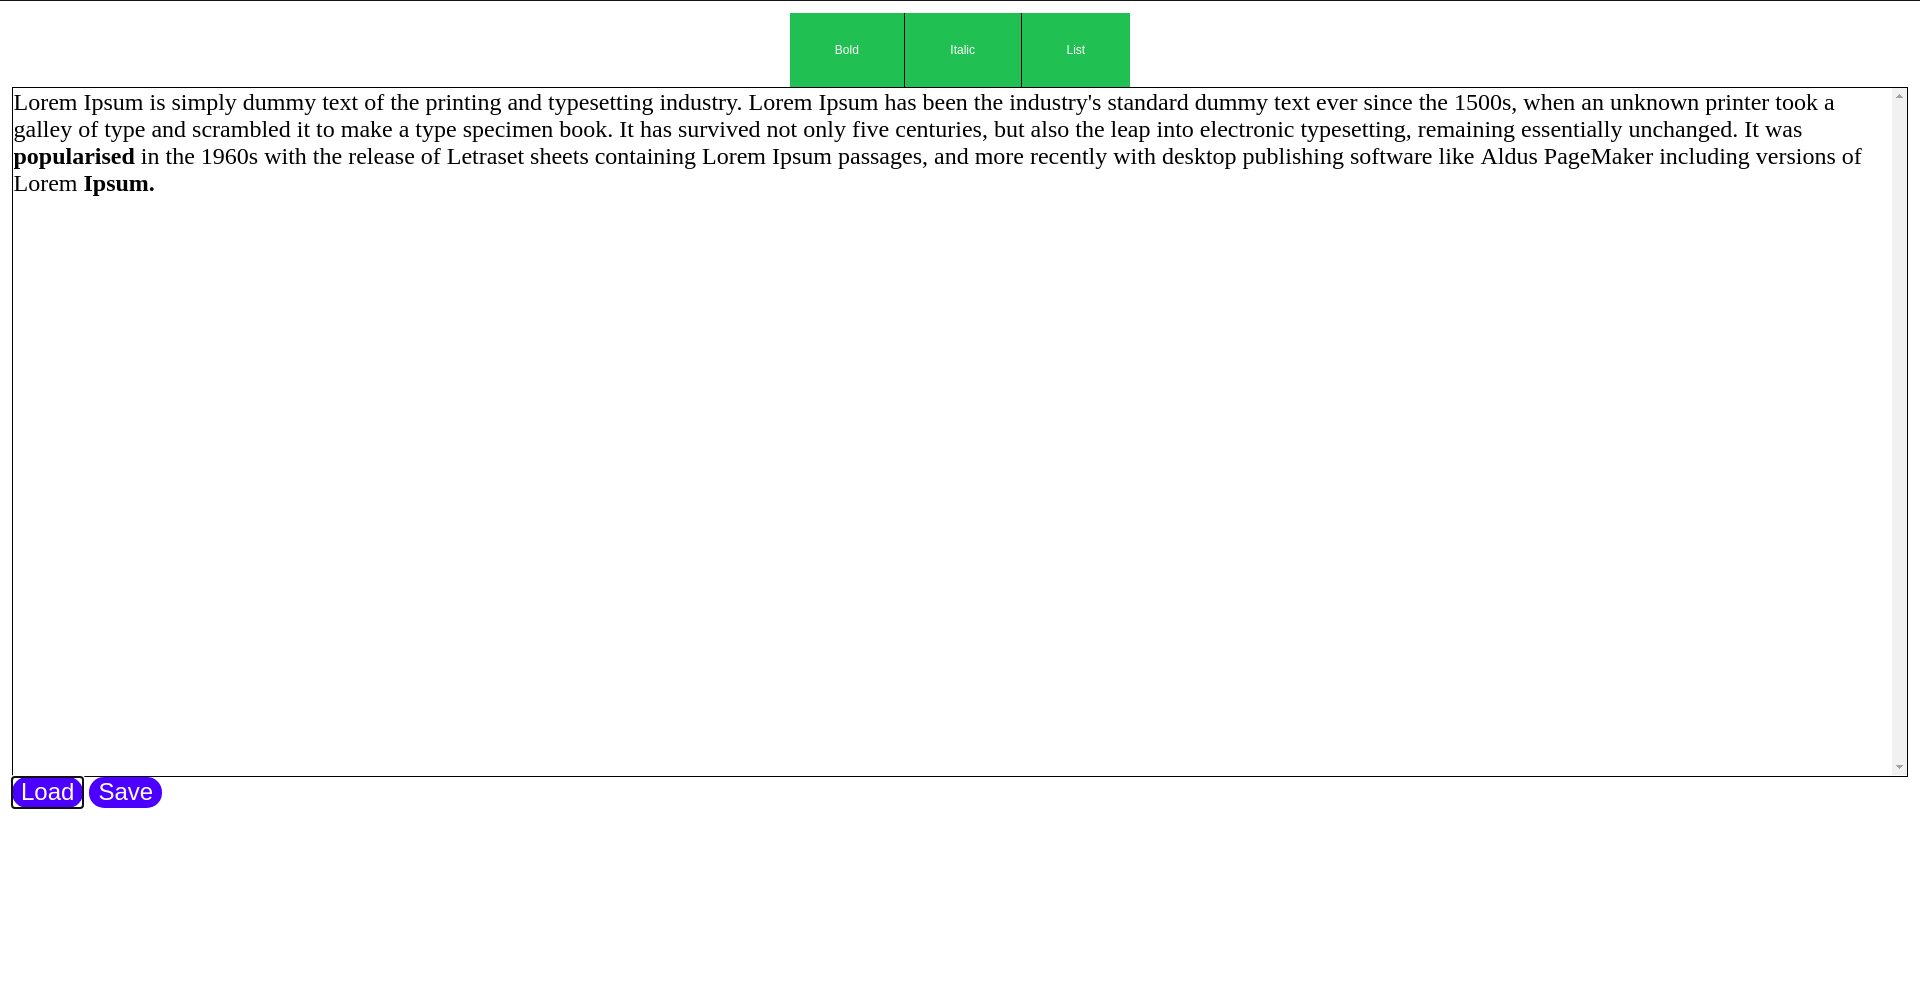 Bold Italic List
Lorem Ipsum is simply dummy text of the printing and typesetting industry. Lorem Ipsum has been the industry's standard dummy text ever since the 1500s, when an unknown printer took a
galley of type and scrambled it to make a type specimen book. It has survived not only five centuries, but also the leap into electronic typesetting, remaining essentially unchanged. It was
popularised in the 1960s with the release of Letraset sheets containing Lorem Ipsum passages, and more recently with desktop publishing software like Aldus PageMaker including versions of
Lorem Ipsum.
Load Save